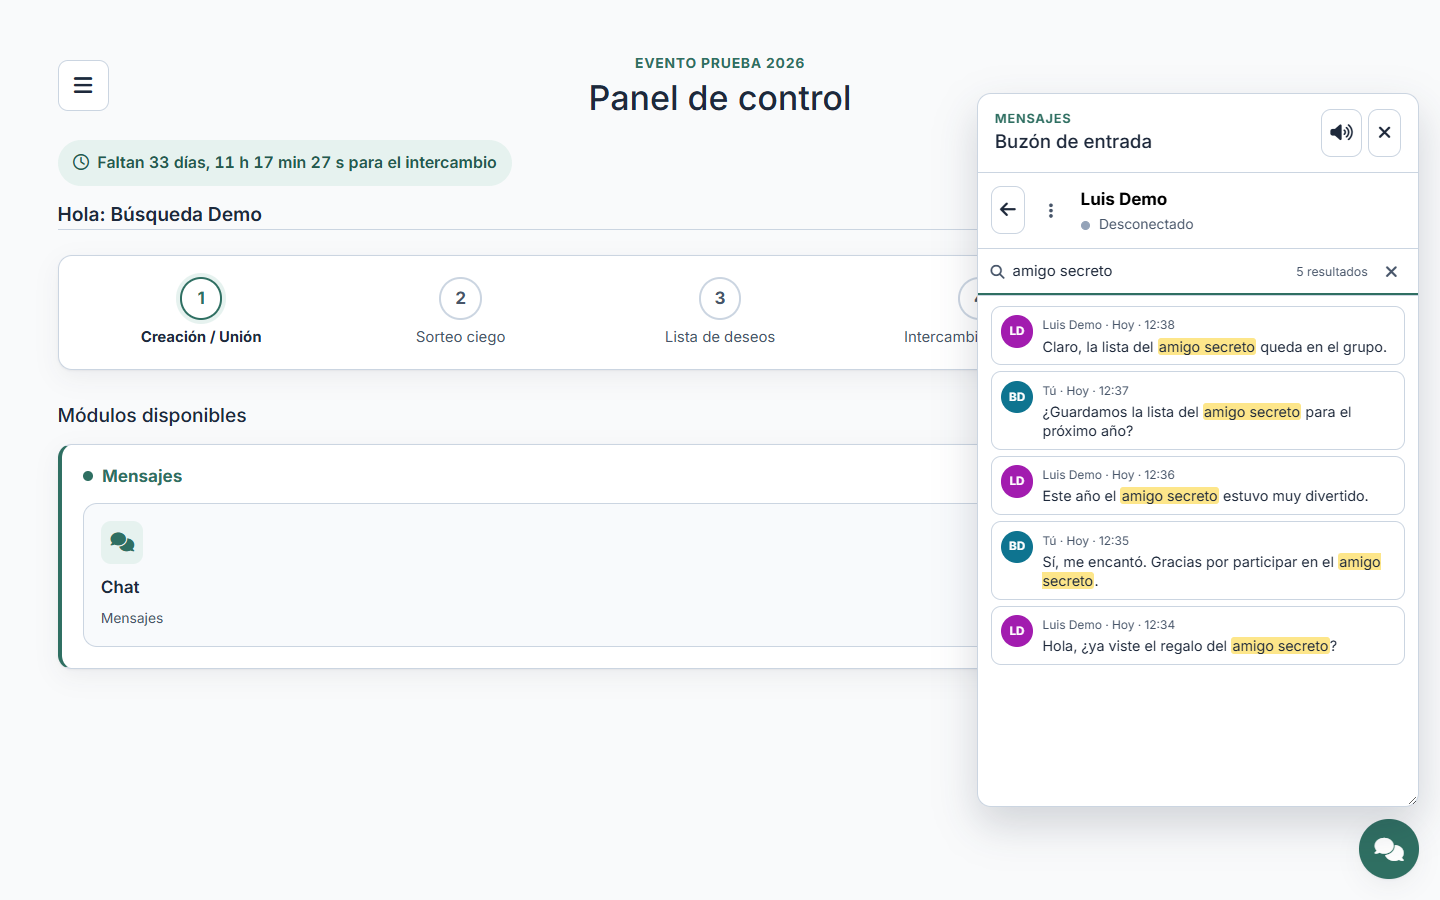 EVENTO PRUEBA 2026
Panel de control
Faltan 33 días, 11 h 17 min 27 s para el intercambio
Hola: Búsqueda Demo
1
Creación / Unión
2
Sorteo ciego
3
Lista de deseos
Módulos disponibles
Mensajes
Chat
Mensajes
MENSAJES
Buzón de entrada
Luis Demo
Desconectado
amigo secreto
5 resultados
LD
Luis Demo · Hoy · 12:38
Claro, la lista del amigo secreto queda en el grupo.
BD
Tú · Hoy · 12:37
¿Guardamos la lista del amigo secreto para el
próximo año?
LD
Luis Demo · Hoy · 12:36
Este año el amigo secreto estuvo muy divertido.
BD
Tú · Hoy · 12:35
Sí, me encantó. Gracias por participar en el amigo
secreto.
LD
Luis Demo · Hoy · 12:34
Hola, ¿ya viste el regalo del amigo secreto?